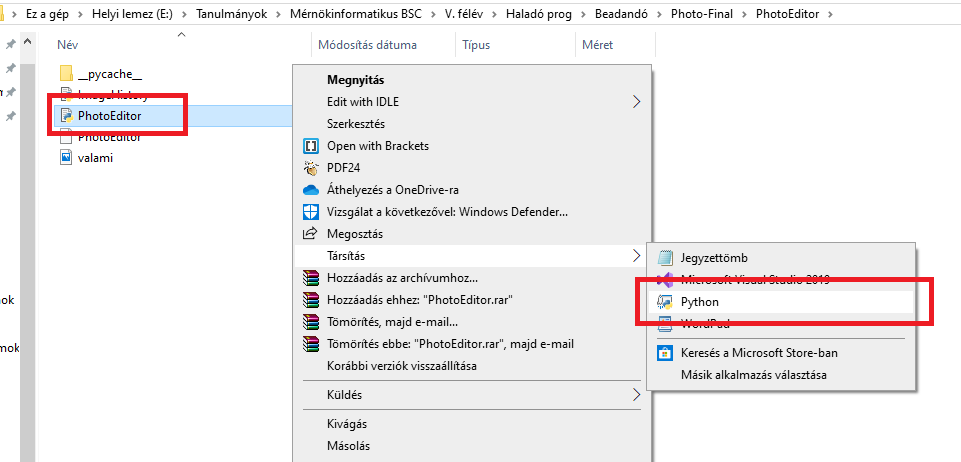 Ez a gép > Helyi lemez (E:) > Tanulmányok > Mérnökinformatikus BSC > V. félév > Haladó prog > Beadandó > Photo-Final > PhotoEditor >
Név Módosítás dátuma Típus Méret
__pycache__
ImageHistory
PhotoEditor
PhotoEditor
valami
Megnyitás
Edit with IDLE
Szerkesztés
Open with Brackets
PDF24
Áthelyezés a OneDrive-ra
Vizsgálat a következővel: Windows Defender...
Megosztás
Társítás
Hozzáadás az archívumhoz...
Hozzáadás ehhez: "PhotoEditor.rar"
Tömörítés, majd e-mail...
Tömörítés ebbe: "PhotoEditor.rar", majd e-mail
Korábbi verziók visszaállítása
Küldés
Kivágás
Másolás
Jegyzettömb
Microsoft Visual Studio 2019
Python
WordPad
Keresés a Microsoft Store-ban
Másik alkalmazás választása